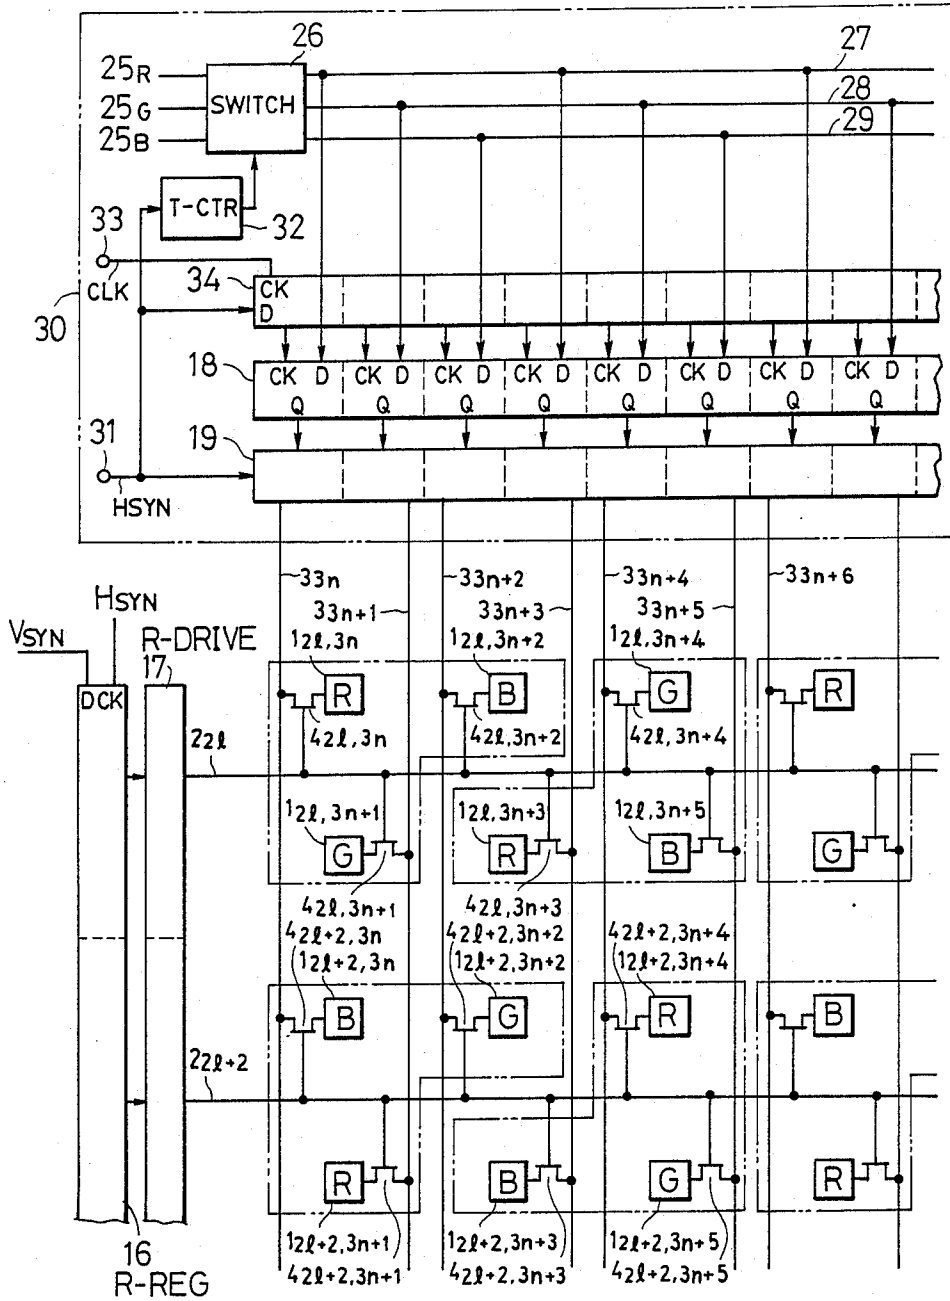 26
27
25R
25G
SWITCH
28
25B
29
T-CTR
32
33
CLK
34
CK
D
30
18
CK D CK D CK D CK D CK D CK D CK D CK D
Q Q Q Q Q Q Q Q
31
19
HSYN
33n
33n+2
33n+4
33n+6
HSYN
33n+1
33n+3
33n+5
VSYN
R-DRIVE
17
12l,3n
12l,3n+2
12l,3n+4
D CK
R
B
G
R
42l,3n
42l,3n+2
42l,3n+4
22l
12l,3n+1
12l,3n+3
12l,3n+5
G
R
B
G
42l,3n+1
42l,3n+3
42l+2,3n
42l+2,3n+2
42l+2,3n+4
12l+2,3n
12l+2,3n+2
12l+2,3n+4
B
G
R
B
22l+2
R
B
G
R
16
12l+2,3n+1
12l+2,3n+3
12l+2,3n+5
R-REG
42l+2,3n+1
42l+2,3n+3
42l+2,3n+5